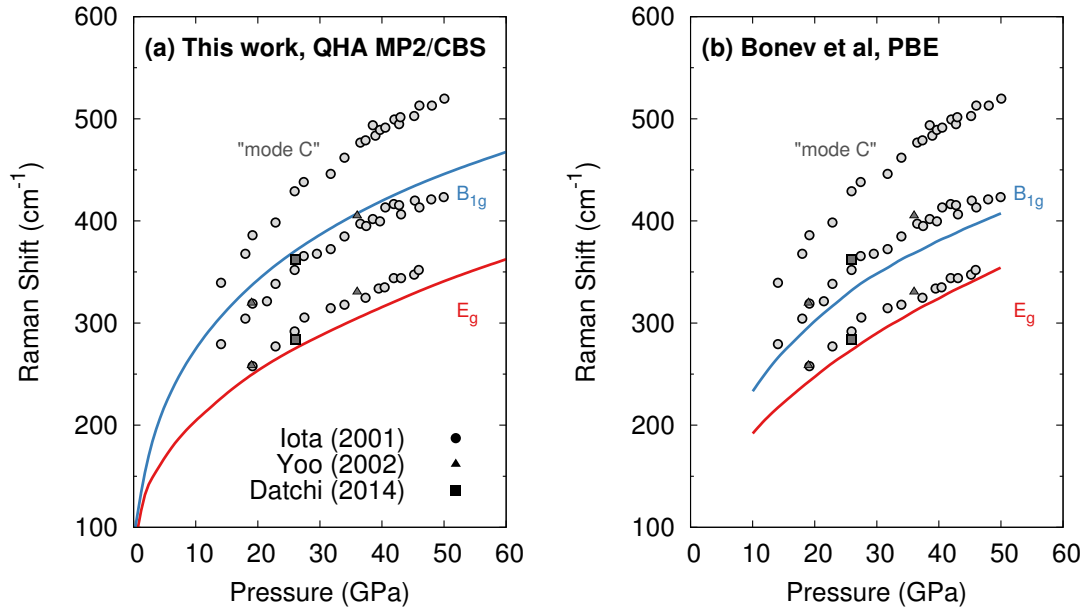 (a) This work, QHA MP2/CBS
Raman Shift (cm⁻¹)
600
500
400
300
200
100
"mode C"
B₁g
E_g
Iota (2001)
Yoo (2002)
Datchi (2014)
0 10 20 30 40 50 60
Pressure (GPa)
(b) Bonev et al, PBE
Raman Shift (cm⁻¹)
600
500
400
300
200
100
"mode C"
B₁g
E_g
0 10 20 30 40 50 60
Pressure (GPa)